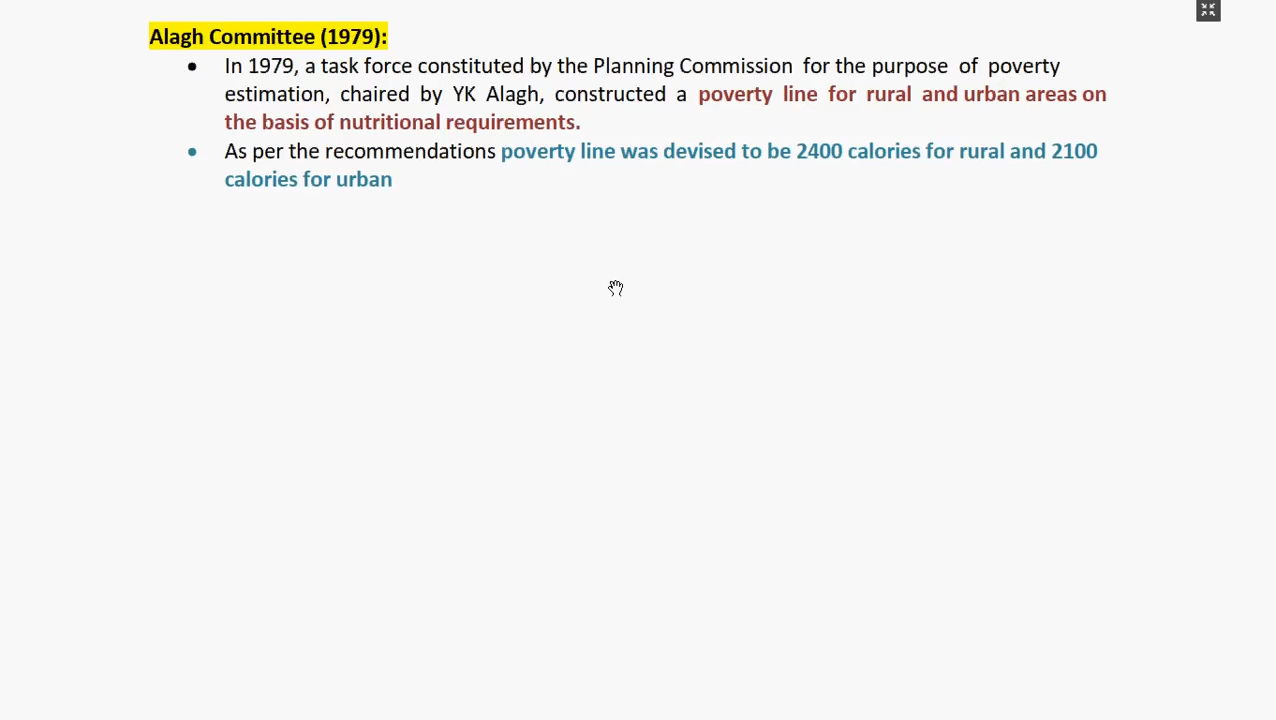 Alagh Committee (1979):
• In 1979, a task force constituted by the Planning Commission for the purpose of poverty
estimation, chaired by YK Alagh, constructed a poverty line for rural and urban areas on
the basis of nutritional requirements.
• As per the recommendations poverty line was devised to be 2400 calories for rural and 2100
calories for urban